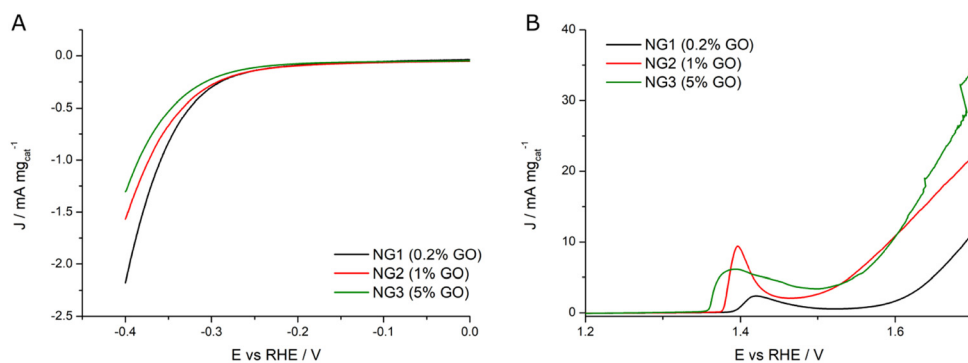 A
0.0
-0.5
-1.0
-1.5
-2.0
-2.5
J / mA mg_cat^-1
NG1 (0.2% GO)
NG2 (1% GO)
NG3 (5% GO)
-0.4 -0.3 -0.2 -0.1 0.0
E vs RHE / V
B
40
30
20
10
0
J / mA mg_cat^-1
NG1 (0.2% GO)
NG2 (1% GO)
NG3 (5% GO)
1.2 1.4 1.6
E vs RHE / V